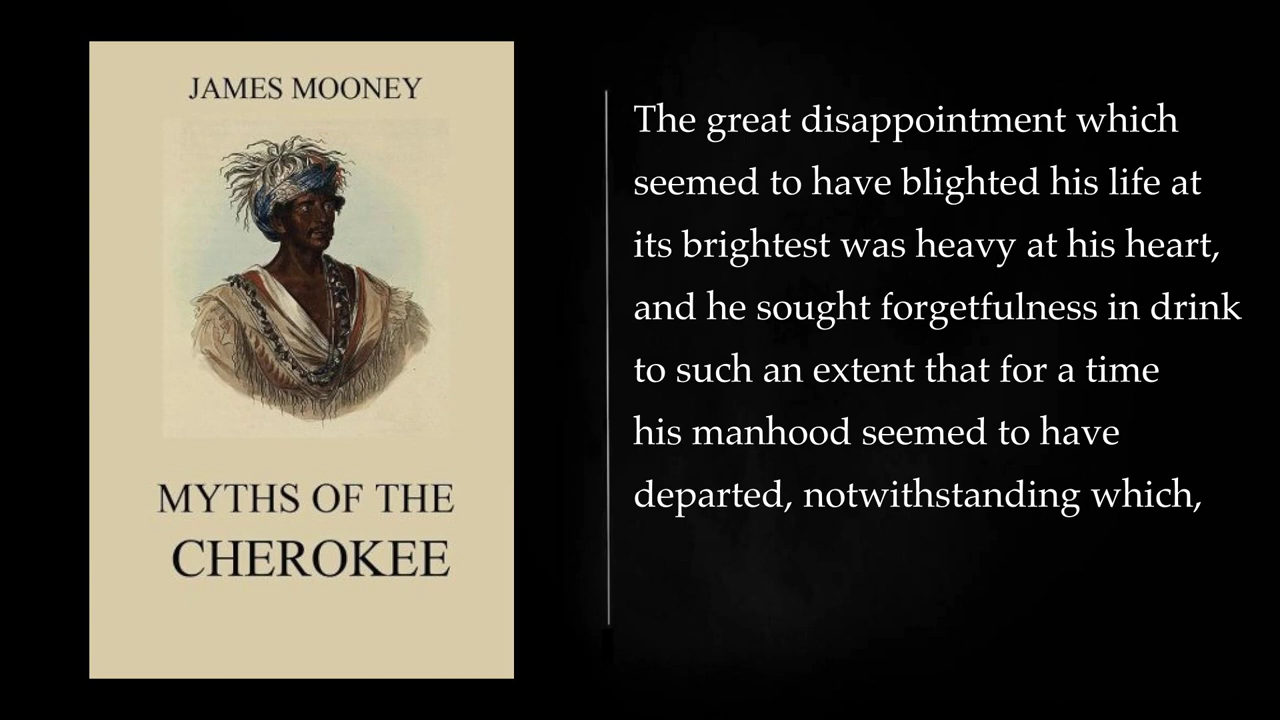 JAMES MOONEY
MYTHS OF THE
CHEROKEE
The great disappointment which
seemed to have blighted his life at
its brightest was heavy at his heart,
and he sought forgetfulness in drink
to such an extent that for a time
his manhood seemed to have
departed, notwithstanding which,